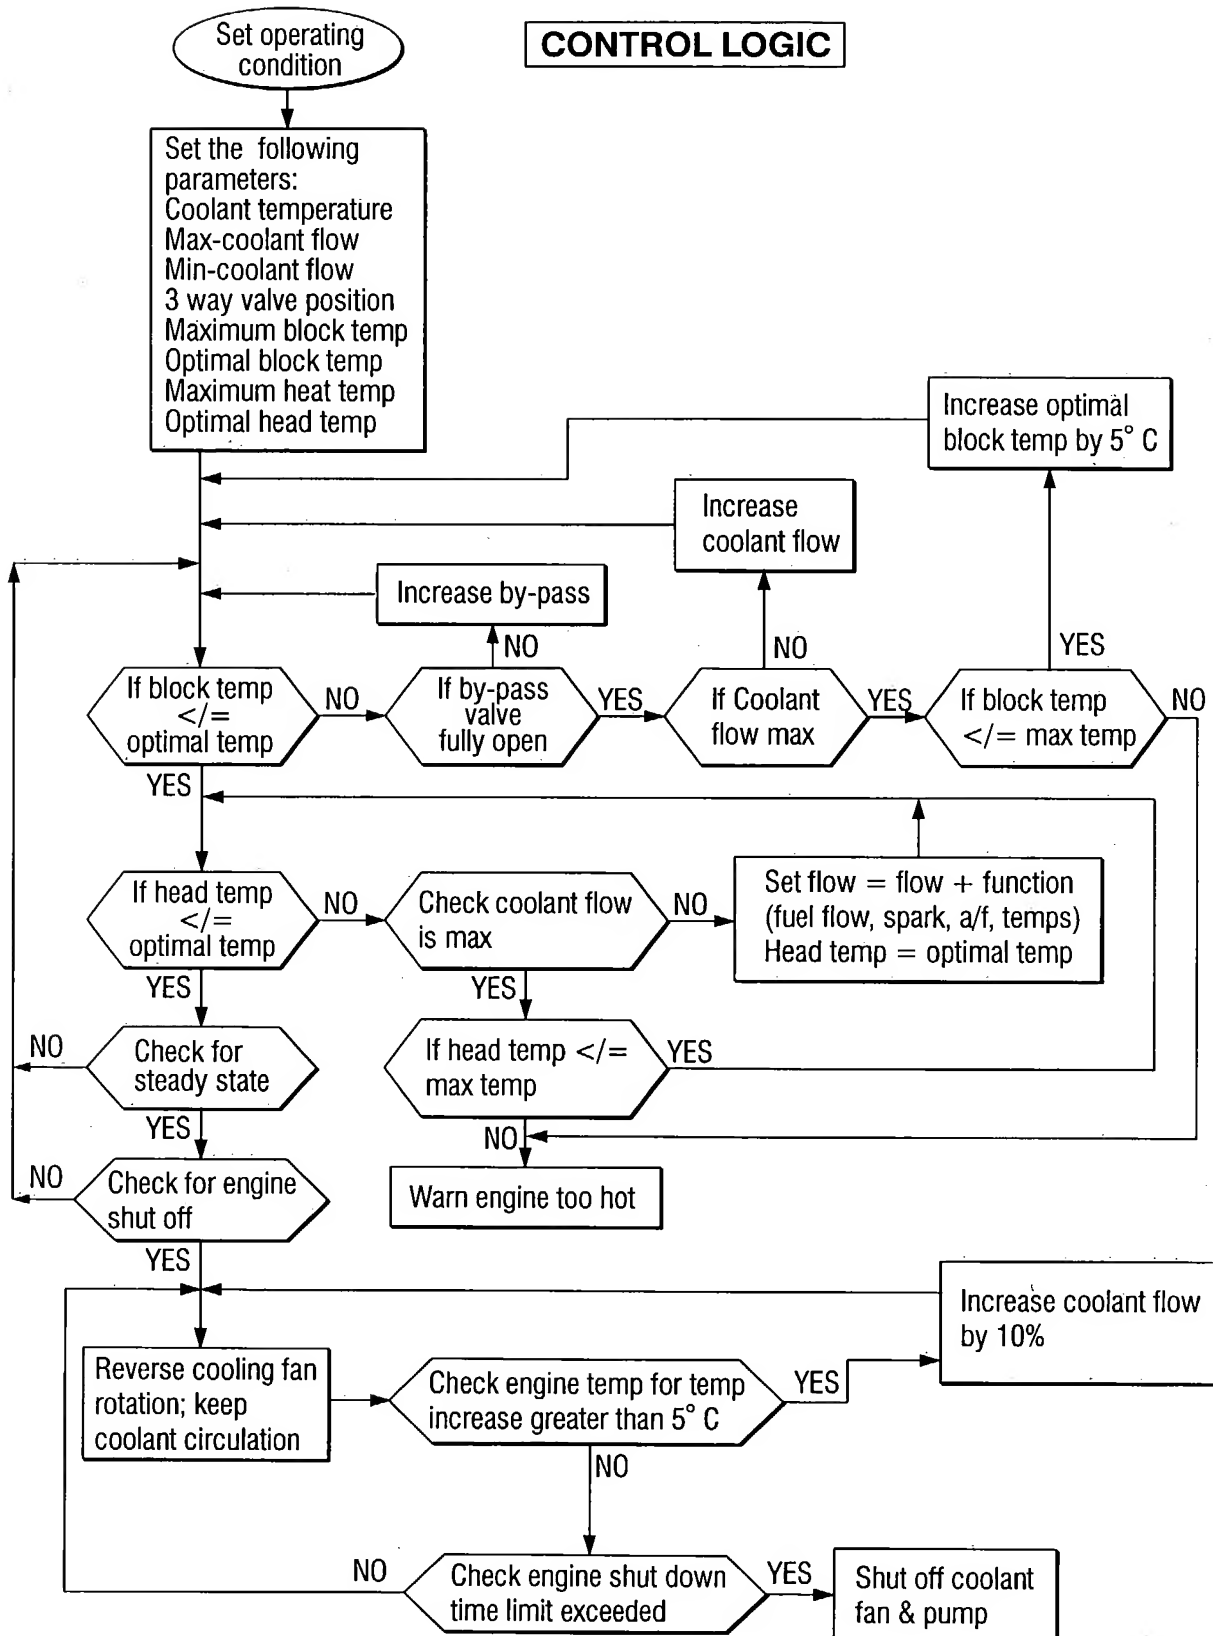 Set operating
condition
CONTROL LOGIC
Set the following
parameters:
Coolant temperature
Max-coolant flow
Min-coolant flow
3 way valve position
Maximum block temp
Optimal block temp
Maximum heat temp
Optimal head temp
Increase optimal
block temp by 5° C
Increase
coolant flow
Increase by-pass
NO
NO
YES
If block temp
</=
optimal temp
NO
If by-pass
valve
fully open
YES
If Coolant
flow max
YES
If block temp
</= max temp
NO
YES
If head temp
</=
optimal temp
NO
Check coolant flow
is max
NO
Set flow = flow + function
(fuel flow, spark, a/f, temps)
Head temp = optimal temp
YES
YES
NO
Check for
steady state
If head temp </=
max temp
YES
YES
NO
NO
Check for engine
shut off
Warn engine too hot
YES
Increase coolant flow
by 10%
Reverse cooling fan
rotation; keep
coolant circulation
Check engine temp for temp
increase greater than 5° C
YES
NO
NO
Check engine shut down
time limit exceeded
YES
Shut off coolant
fan & pump